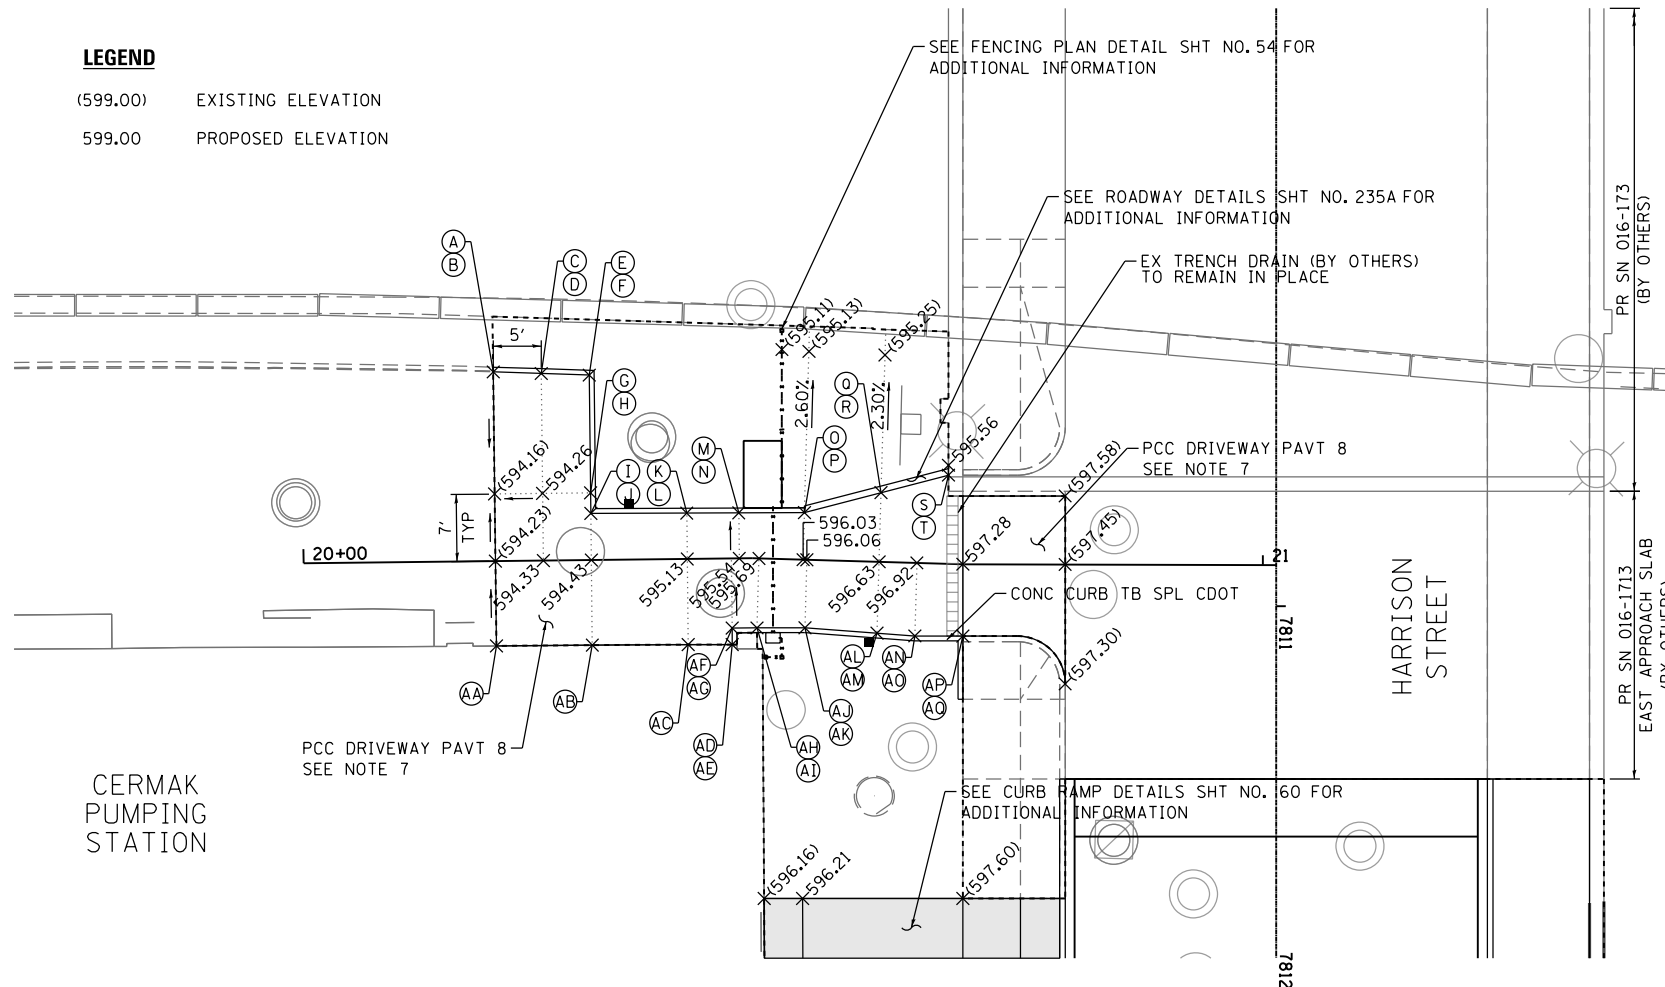 LEGEND
(599.00) EXISTING ELEVATION
599.00 PROPOSED ELEVATION
SEE FENCING PLAN DETAIL SHT NO. 54 FOR
ADDITIONAL INFORMATION
SEE ROADWAY DETAILS SHT NO. 235A FOR
ADDITIONAL INFORMATION
EX TRENCH DRAIN (BY OTHERS)
TO REMAIN IN PLACE
PR SN 016-173
(BY OTHERS)
A
B
C
D
E
F
5'
(595.11)
(595.13)
(595.25)
2.60%
2.30%
G
H
Q
R
O
P
M
N
I
J
K
L
S
T
595.56
PCC DRIVEWAY PAVT 8
SEE NOTE 7
(597.58)
(594.16)
594.26
7'
TYP
(594.23)
20+00
596.03
596.06
597.28
(597.45)
21
594.33
594.43
595.13
595.54
595.69
596.63
596.92
CONC CURB TB SPL CDOT
7811
HARRISON
STREET
PR SN 016-1713
EAST APPROACH SLAB
(BY OTHERS)
(597.30)
AA
AB
AC
AD
AE
AF
AG
AH
AI
AJ
AK
AL
AM
AN
AO
AP
AQ
PCC DRIVEWAY PAVT 8
SEE NOTE 7
CERMAK
PUMPING
STATION
SEE CURB RAMP DETAILS SHT NO. 60 FOR
ADDITIONAL INFORMATION
(596.16)
596.21
(597.60)
7812